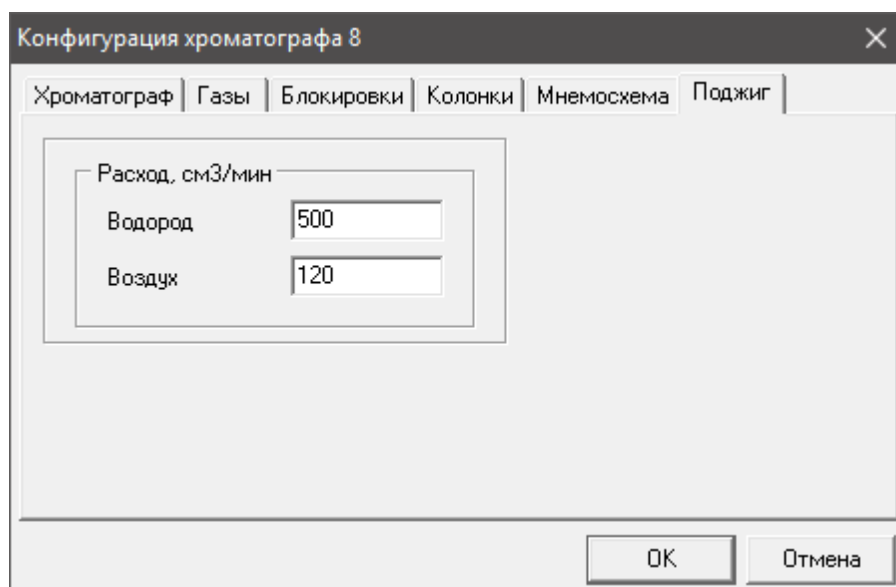 Конфигурация хроматографа 8
Хроматограф Газы Блокировки Колонки Мнемосхема Поджиг
Расход, см3/мин
Водород 500
Воздух 120
OK Отмена